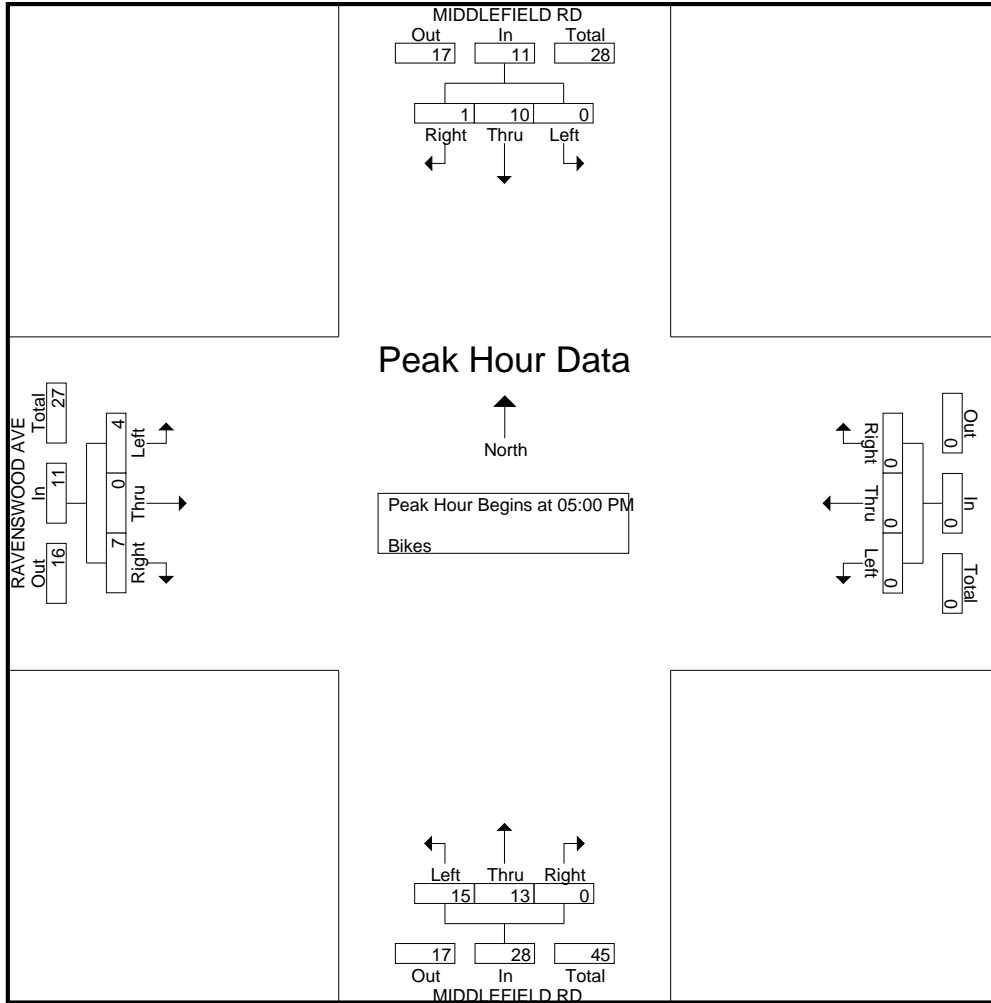 MIDDLEFIELD RD
Out In Total
17 11 28
1 10 0
Right Thru Left
Peak Hour Data
North
Peak Hour Begins at 05:00 PM
Bikes
RAVENSWOOD AVE
Out In Total
16 11 27
7 0 4
Right Thru Left
Out In Total
0 0 0
Right Thru Left
0 0 0
Left Thru Right
15 13 0
17 28 45
Out In Total
MIDDLEFIELD RD